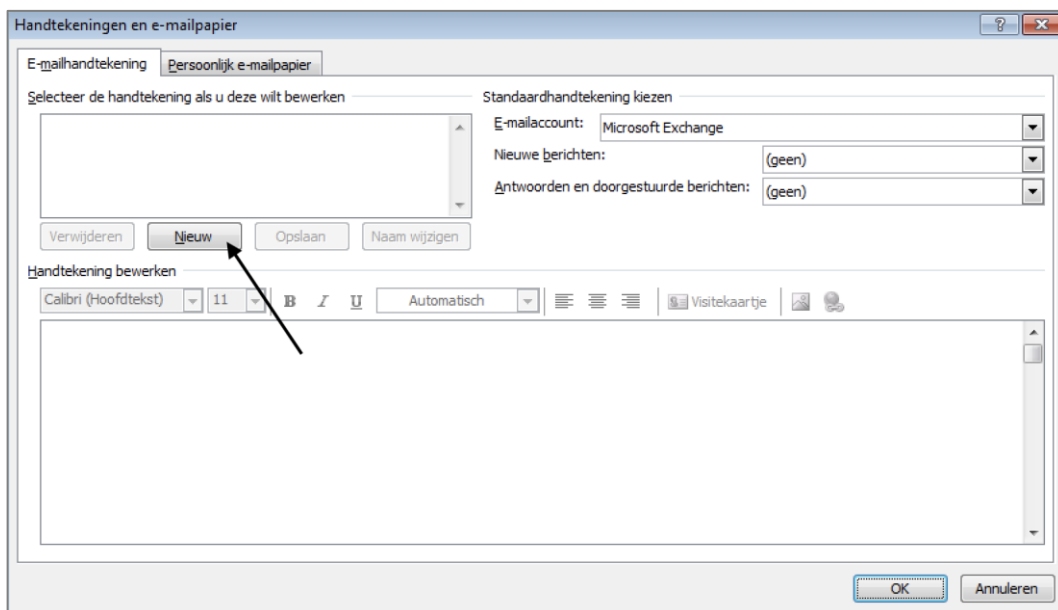 Handtekeningen en e-mailpapier
E-mailhandtekening Persoonlijk e-mailpapier
Selecteer de handtekening als u deze wilt bewerken
Standaardhandtekening kiezen
E-mailaccount: Microsoft Exchange
Nieuwe berichten: (geen)
Antwoorden en doorgestuurde berichten: (geen)
Verwijderen Nieuw Opslaan Naam wijzigen
Handtekening bewerken
Calibri (Hoofdtekst) 11 B I U Automatisch Visitekaartje
OK Annuleren